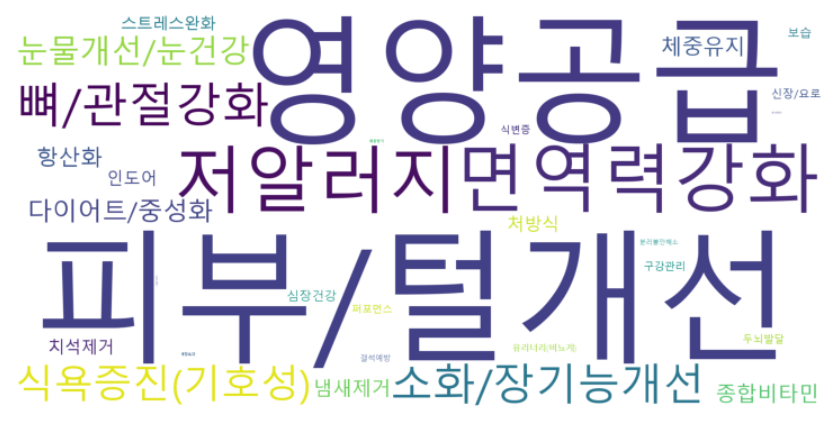 스트레스완화
보습
눈물개선/눈건강
영양공급
체중유지
뼈/관절강화
신장/요로
식변증
항산화
인도어
저알러지
면역력강화
다이어트/중성화
처방식
분리불안해소
피부/털개선
구강관리
심장건강
퍼포먼스
치석제거
두뇌발달
유리너리(비뇨계)
결석예방
식욕증진(기호성)
냄새제거
소화/장기능개선
종합비타민